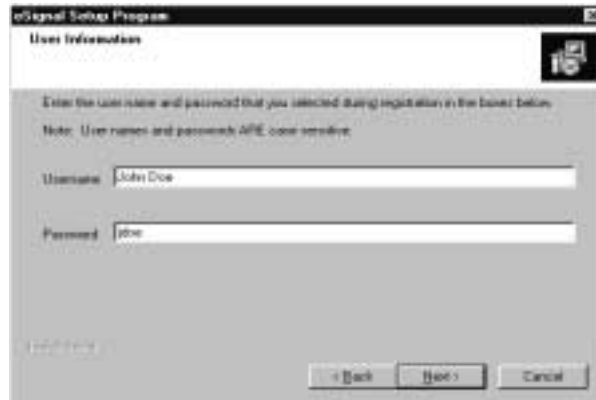 eSignal Setup Program
User Information
Enter the user name and password that you selected during registration in the boxes below.
Note: User names and passwords ARE case sensitive.
Username
John Doe
Password
jdoe
< Back
Next >
Cancel